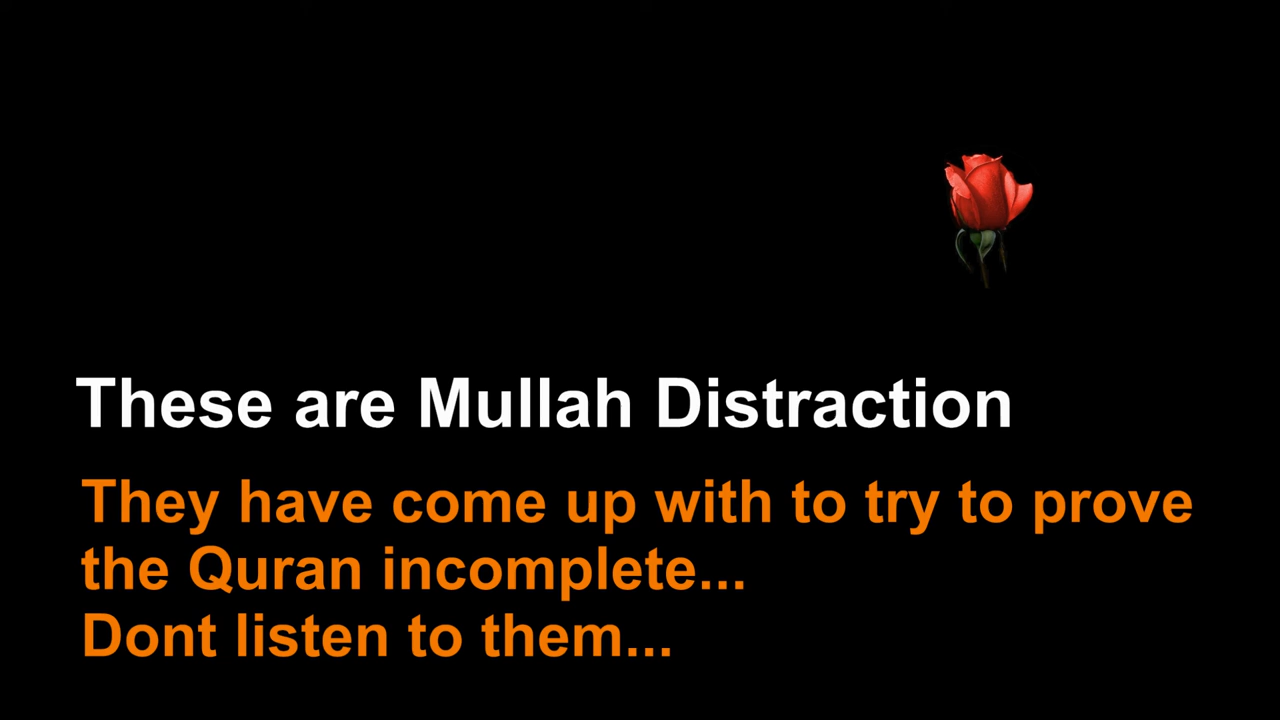 These are Mullah Distraction
They have come up with to try to prove
the Quran incomplete...
Dont listen to them...